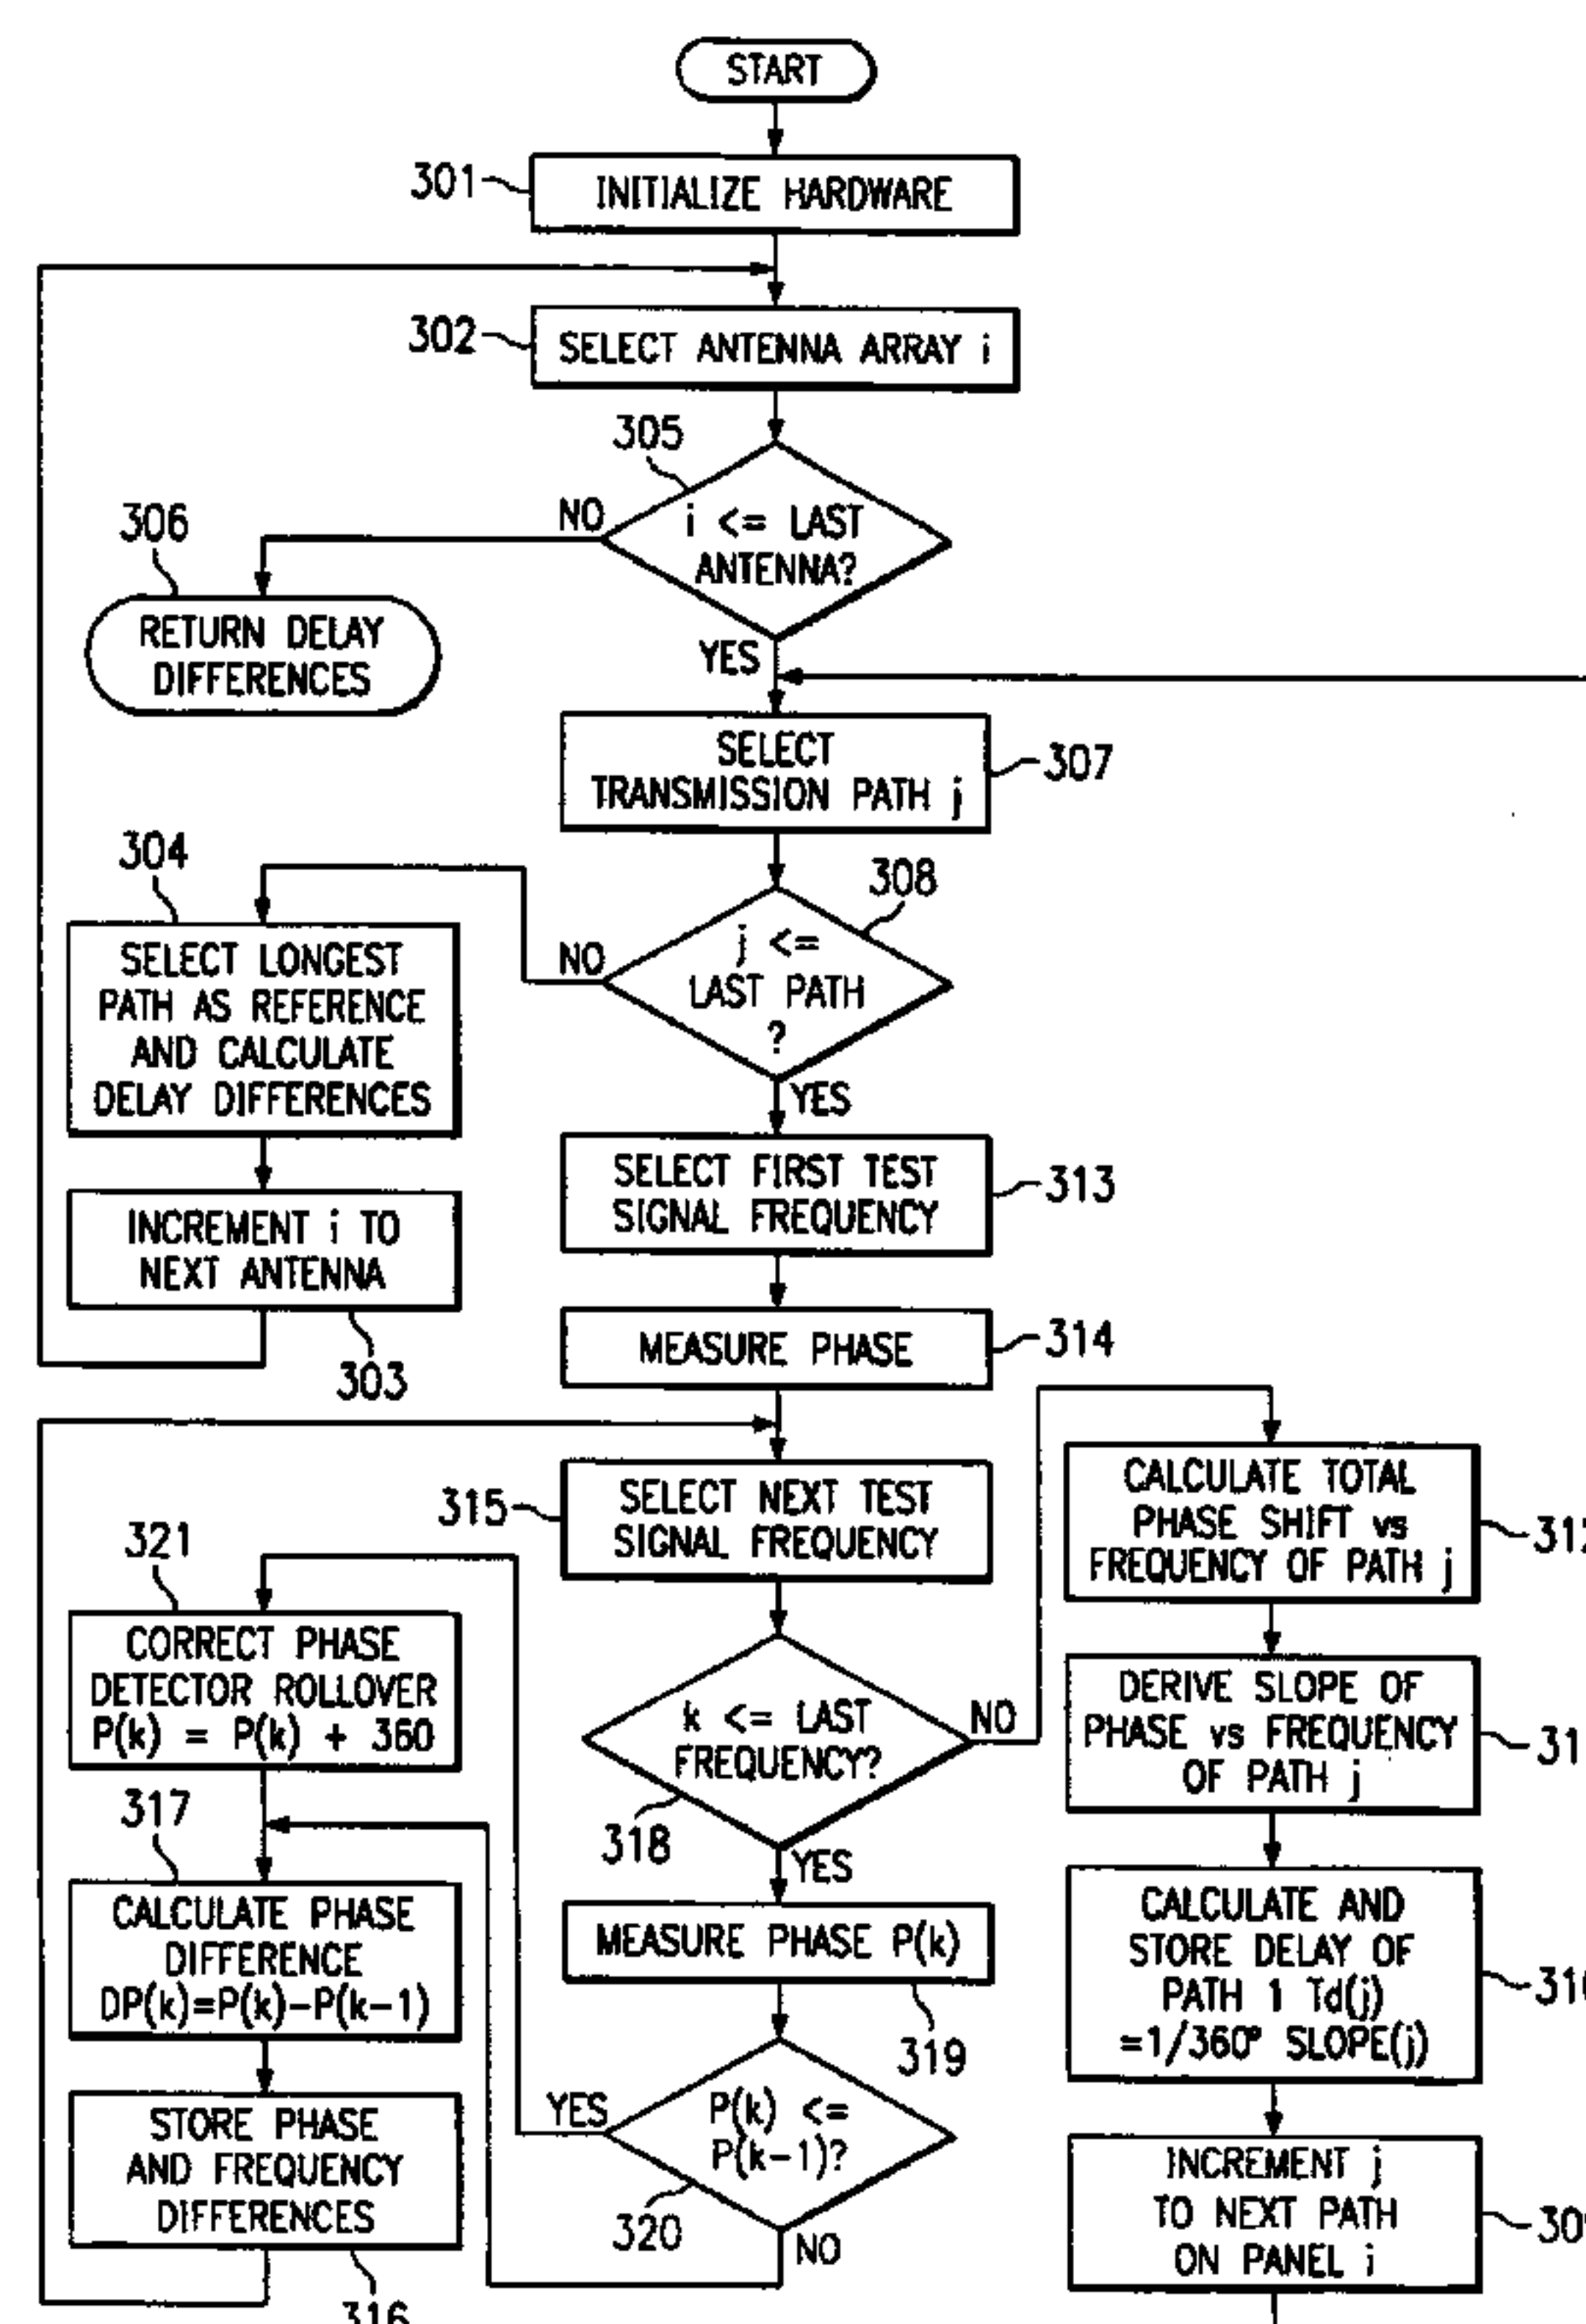 START
301
INITIALIZE HARDWARE
302
SELECT ANTENNA ARRAY i
305
i <= LAST
ANTENNA?
NO
YES
306
RETURN DELAY
DIFFERENCES
SELECT
TRANSMISSION PATH j
307
304
308
j <=
LAST PATH
?
NO
YES
SELECT LONGEST
PATH AS REFERENCE
AND CALCULATE
DELAY DIFFERENCES
SELECT FIRST TEST
SIGNAL FREQUENCY
313
INCREMENT i TO
NEXT ANTENNA
303
MEASURE PHASE
314
315
SELECT NEXT TEST
SIGNAL FREQUENCY
CALCULATE TOTAL
PHASE SHIFT vs
FREQUENCY OF PATH j
312
321
CORRECT PHASE
DETECTOR ROLLOVER
P(k) = P(k) + 360
k <= LAST
FREQUENCY?
NO
318
YES
DERIVE SLOPE OF
PHASE vs FREQUENCY
OF PATH j
31
317
CALCULATE PHASE
DIFFERENCE
DP(k)=P(k)-P(k-1)
MEASURE PHASE P(k)
319
CALCULATE AND
STORE DELAY OF
PATH 1 Td(j)
=1/360° SLOPE(j)
310
STORE PHASE
AND FREQUENCY
DIFFERENCES
316
YES
P(k) <=
P(k-1)?
320
NO
INCREMENT j
TO NEXT PATH
ON PANEL i
309